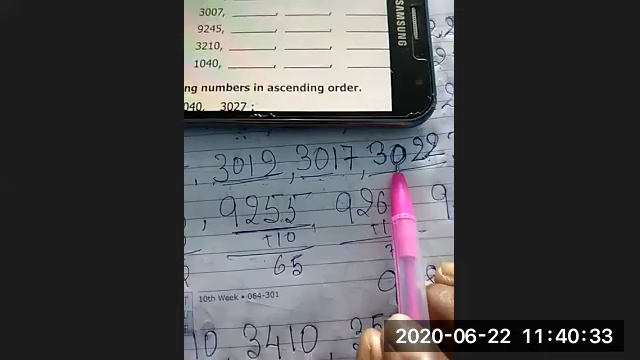 3007, ______, ______, ______
9245, ______, ______, ______
3210, ______, ______, ______
1040, ______, ______, ______
ng numbers in ascending order.
040, 3027 :
SAMSUNG
, 3012, 3017, 3022
, 9255, 926
+10
65
10th Week • 064-301
10, 3410,
2020-06-22 11:40:33